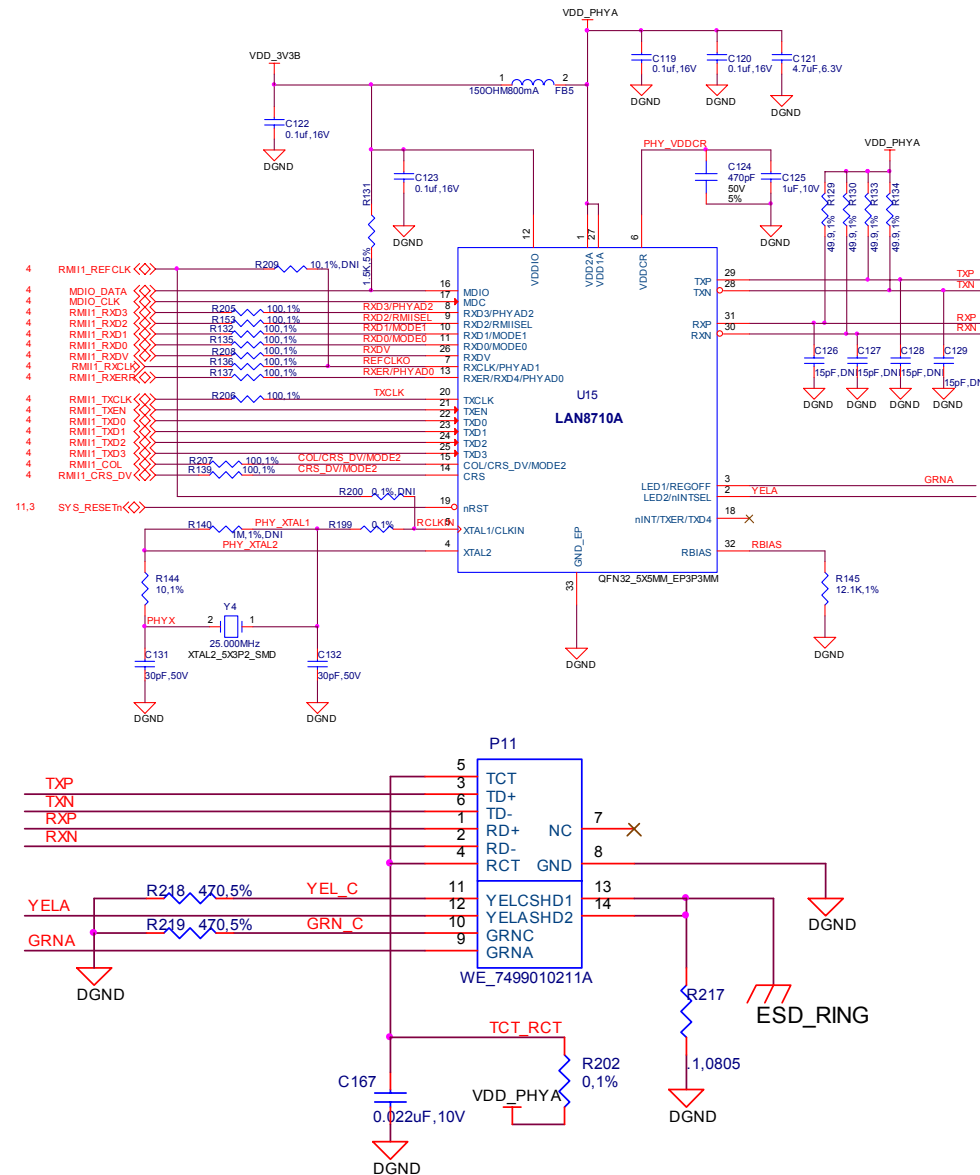 VDD_PHYA
VDD_3V3B
C119
0.1uf,16V
C120
0.1uf,16V
C121
4.7uF,6.3V
DGND
DGND
DGND
1
2
150OHM800mA
FB5
C122
0.1uf,16V
DGND
C123
0.1uf,16V
DGND
R131
1.5K,5%
PHY_VDDCR
C124
470pF
50V
5%
C125
1uF,10V
DGND
VDD_PHYA
R129
R130
R133
R134
49.9,1%
49.9,1%
49.9,1%
49.9,1%
12
1
27
6
VDDIO
VDD2A
VDD1A
VDDCR
4 RMII1_REFCLK
R209 10,1%,DNI
4 MDIO_DATA 16 MDIO
4 MDIO_CLK 17 MDC
4 RMII1_RXD3 R205 100,1% RXD3/PHYAD2 8 RXD3/PHYAD2
4 RMII1_RXD2 R153 100,1% RXD2/RMIISEL 9 RXD2/RMIISEL
4 RMII1_RXD1 R132 100,1% RXD1/MODE1 10 RXD1/MODE1
4 RMII1_RXD0 R135 100,1% RXD0/MODE0 11 RXD0/MODE0
4 RMII1_RXDV R208 100,1% RXDV 26 RXDV
4 RMII1_RXCLK R136 100,1% REFCLKO 7 RXCLK/PHYAD1
4 RMII1_RXERR R137 100,1% RXER/PHYAD0 13 RXER/RXD4/PHYAD0
4 RMII1_TXCLK R206 100,1% TXCLK 20 TXCLK
4 RMII1_TXEN 21 TXEN
4 RMII1_TXD0 22 TXD0
4 RMII1_TXD1 23 TXD1
4 RMII1_TXD2 24 TXD2
4 RMII1_TXD3 25 TXD3
4 RMII1_COL R207 100,1% COL/CRS_DV/MODE2 15 COL/CRS_DV/MODE2
4 RMII1_CRS_DV R139 100,1% CRS_DV/MODE2 14 CRS
R200 0,1%,DNI
11,3 SYS_RESETn 19 nRST
R140 1M,1%,DNI PHY_XTAL1 R199 0,1% RCLKIN 5 XTAL1/CLKIN
PHY_XTAL2 4 XTAL2
U15
LAN8710A
TXP 29 TXP
TXN 28 TXN
RXP 31 RXP
RXN 30 RXN
C126
15pF,DNI
C127
15pF,DNI
C128
15pF,DNI
C129
15pF,DNI
DGND
DGND
DGND
DGND
LED1/REGOFF 3 GRNA
LED2/nINTSEL 2 YELA
nINT/TXER/TXD4 18
RBIAS 32 RBIAS
GND_EP
33
QFN32_5X5MM_EP3P3MM
DGND
R145
12.1K,1%
DGND
R144
10,1%
PHYX
Y4
2
1
25.000MHz
XTAL2_5X3P2_SMD
C131
30pF,50V
C132
30pF,50V
DGND
DGND
P11
5 TCT
TXP 3 TD+
TXN 6 TD-
RXP 1 RD+
RXN 2 RD-
4 RCT
NC 7
GND 8
DGND
R218 470,5% YEL_C 11 YELCSHD1 13
YELA 12 YELASHD2 14
R219 470,5% GRN_C 10 GRNC
GRNA 9 GRNA
DGND
WE_7499010211A
R217
.1,0805
DGND
ESD_RING
TCT_RCT
R202
0,1%
VDD_PHYA
C167
0.022uF,10V
DGND